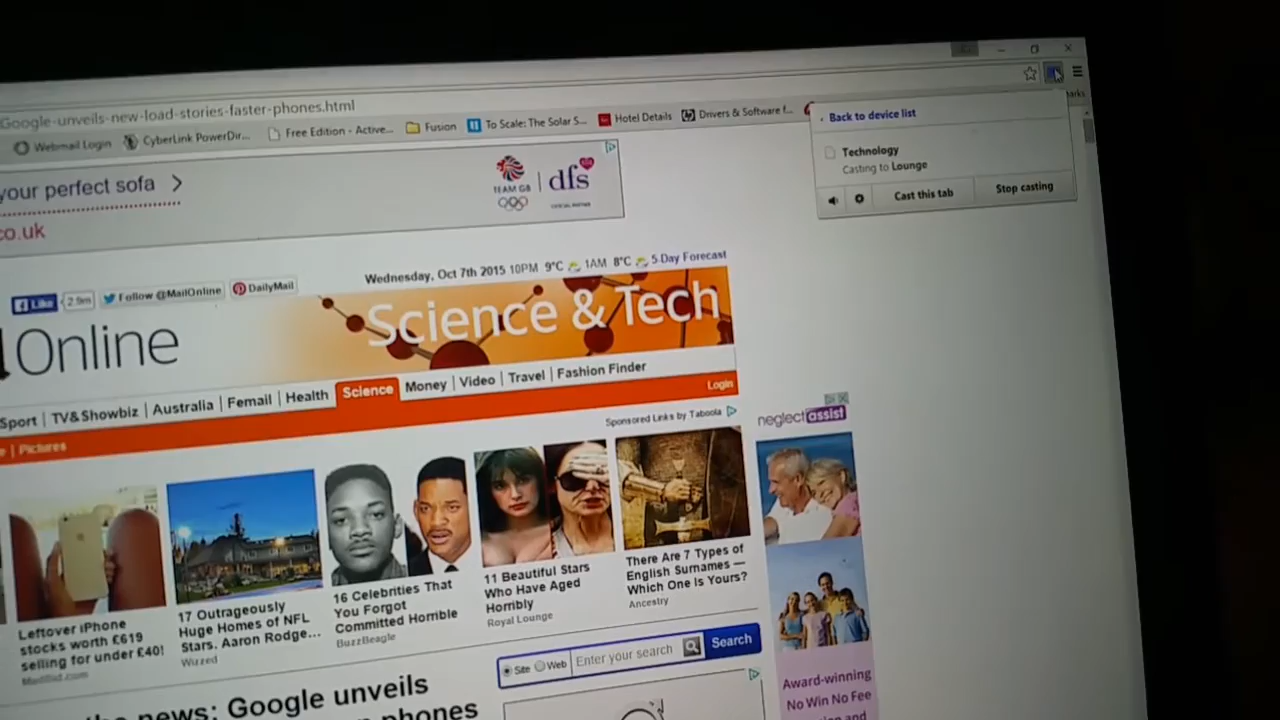 Google-unveils-new-load-stories-faster-phones.html
Webmail Login
CyberLink PowerDir...
Free Edition - Active...
Fusion
To Scale: The Solar S...
Hotel Details
Drivers & Software f...
Back to device list
Technology
Casting to Lounge
Cast this tab
Stop casting
your perfect sofa
co.uk
TEAM GB
dfs
Wednesday, Oct 7th 2015 10PM 9°C 1AM 8°C 5-Day Forecast
Like
2.9m
Follow @MailOnline
DailyMail
Online
Science & Tech
Sport | TV&Showbiz | Australia | Femail | Health | Science | Money | Video | Travel | Fashion Finder
Login
Pictures
Sponsored Links by Taboola
neglectassist
Leftover iPhone
stocks worth £619
selling for under £40!
MadBid.com
17 Outrageously
Huge Homes of NFL
Stars. Aaron Rodge...
Wizzed
16 Celebrities That
You Forgot
Committed Horrible
BuzzBeagle
11 Beautiful Stars
Who Have Aged
Horribly
Royal Lounge
There Are 7 Types of
English Surnames —
Which One Is Yours?
Ancestry
Site
Web
Enter your search
Search
news: Google unveils
phones
Award-winning
No Win No Fee